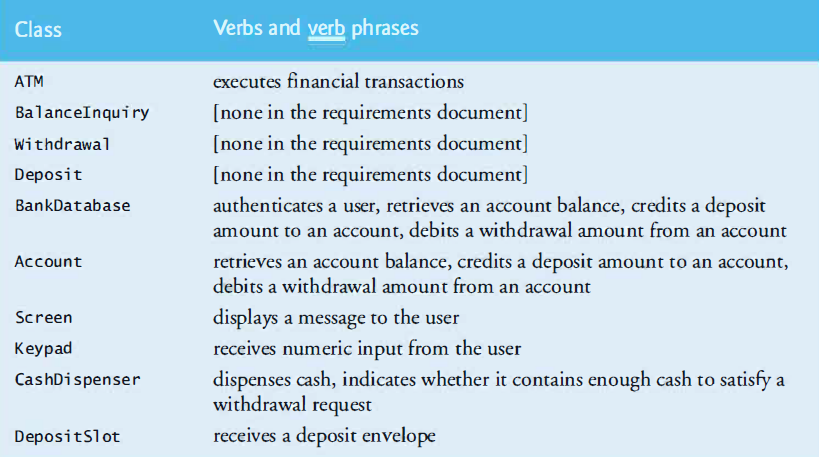 Class Verbs and verb phrases
ATM executes financial transactions
BalanceInquiry [none in the requirements document]
Withdrawal [none in the requirements document]
Deposit [none in the requirements document]
BankDatabase authenticates a user, retrieves an account balance, credits a deposit
amount to an account, debits a withdrawal amount from an account
Account retrieves an account balance, credits a deposit amount to an account,
debits a withdrawal amount from an account
Screen displays a message to the user
Keypad receives numeric input from the user
CashDispenser dispenses cash, indicates whether it contains enough cash to satisfy a
withdrawal request
DepositSlot receives a deposit envelope